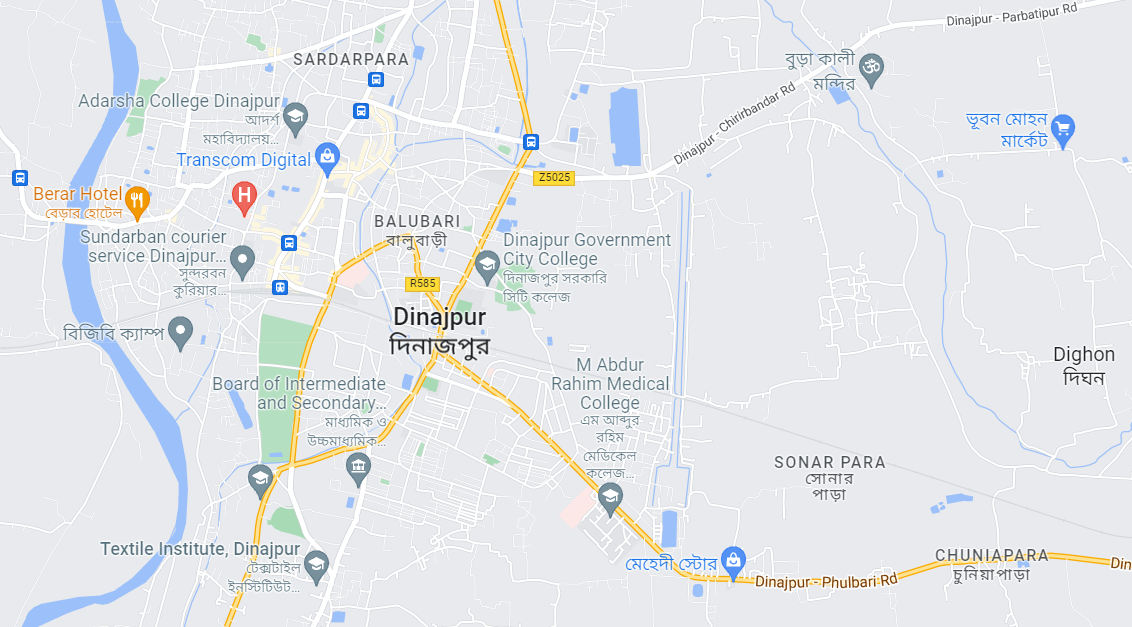 Dinajpur - Parbatipur Rd
SARDARPARA
বুড়া কালী
মন্দির
Adarsha College Dinajpur
আদর্শ
মহাবিদ্যালয়...
Dinajpur - Chirirbandar Rd
ভূবন মোহন
মার্কেট
Transcom Digital
Z5025
H
Berar Hotel
বেড়ার হোটেল
BALUBARI
বালুবাড়ী
Sundarban courier
service Dinajpur...
সুন্দরবন
কুরিয়ার...
Dinajpur Government
City College
দিনাজপুর সরকারি
সিটি কলেজ
R585
Dinajpur
দিনাজপুর
বিজিবি ক্যাম্প
Dighon
দিঘন
M Abdur
Rahim Medical
College
এম আব্দুর
রহিম
মেডিকেল
কলেজ...
Board of Intermediate
and Secondary...
মাধ্যমিক ও
উচ্চমাধ্যমিক...
SONAR PARA
সোনার
পাড়া
Textile Institute, Dinajpur
টেক্সটাইল
ইনস্টিটিউট...
মেহেদী স্টোর
Dinajpur - Phulbari Rd
CHUNIAPARA
চুনিয়াপাড়া
Din